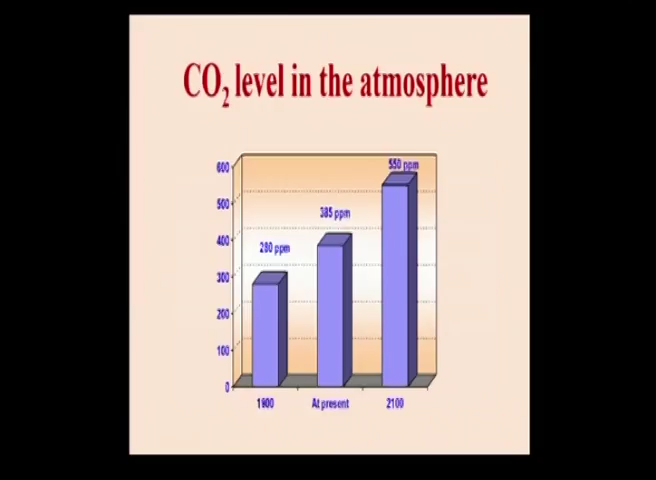 CO2 level in the atmosphere
600
500
400
300
200
100
0
280 ppm
385 ppm
550 ppm
1900
At present
2100